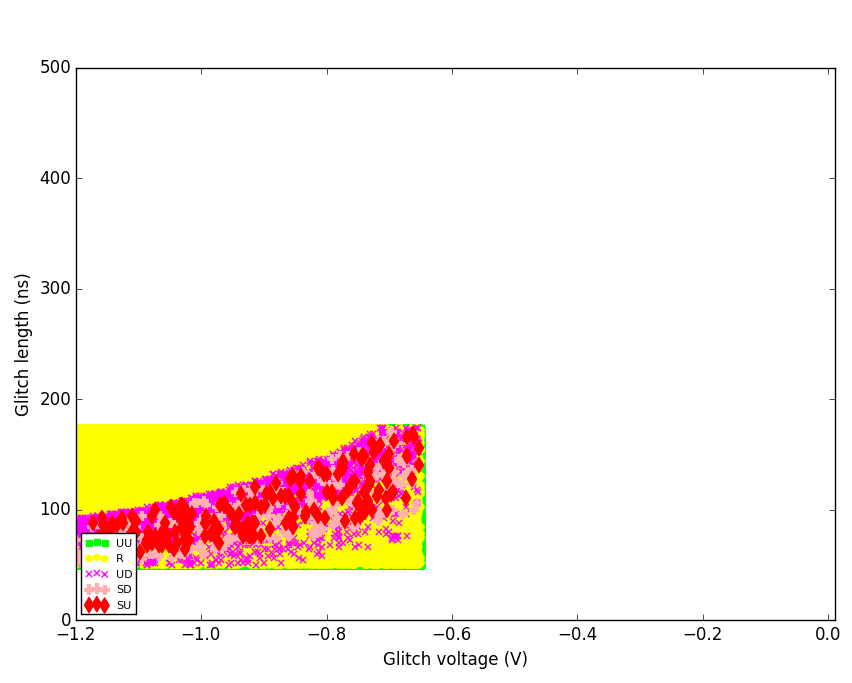 500
400
300
200
100
0
Glitch length (ns)
UU
R
UD
SD
SU
−1.2 −1.0 −0.8 −0.6 −0.4 −0.2 0.0
Glitch voltage (V)